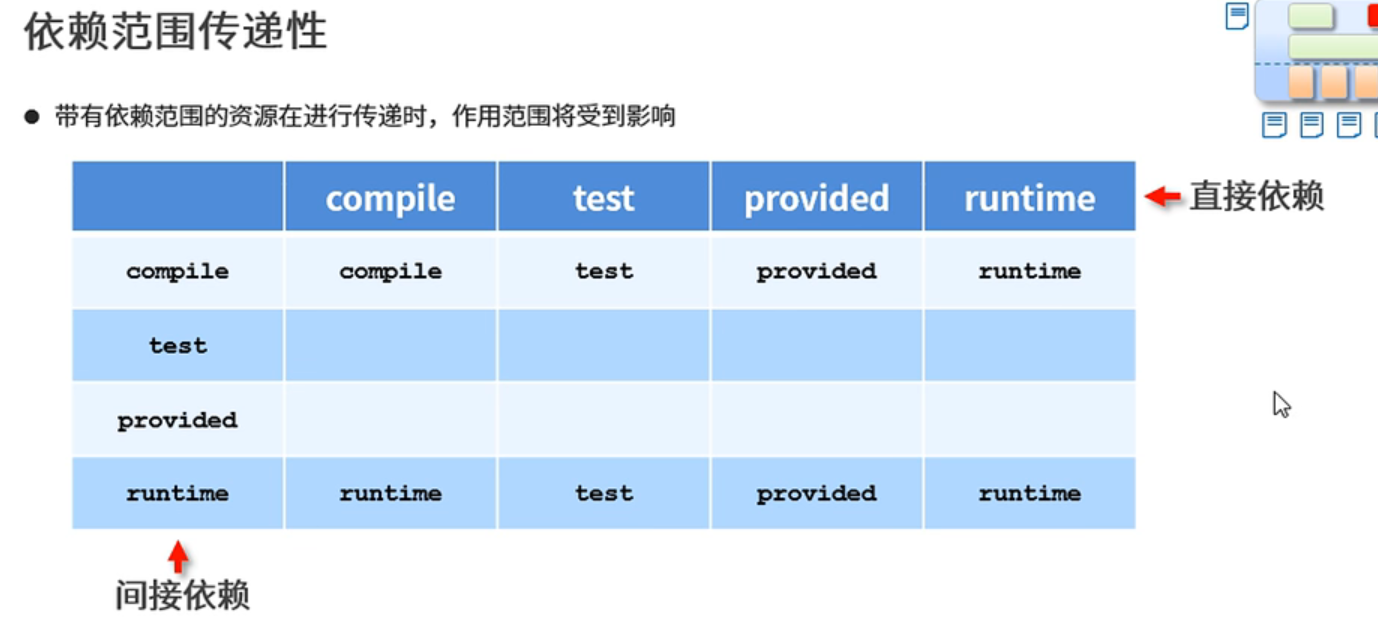 依赖范围传递性
● 带有依赖范围的资源在进行传递时，作用范围将受到影响
compile test provided runtime
直接依赖
compile compile test provided runtime
test
provided
runtime runtime test provided runtime
间接依赖